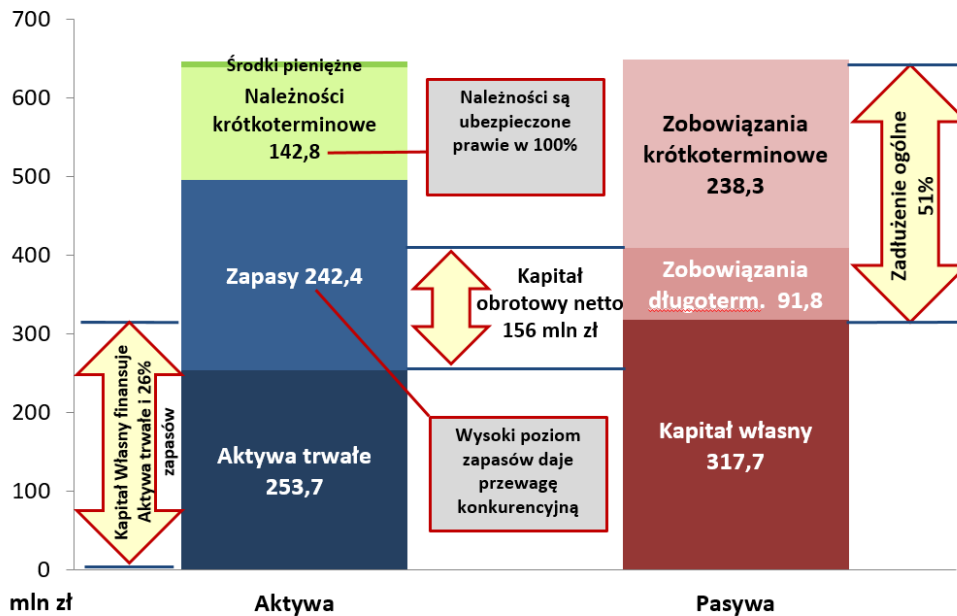 700
600
500
400
300
200
100
0
mln zł
Środki pieniężne
Należności
krótkoterminowe
142,8
Zapasy 242,4
Aktywa trwałe
253,7
Aktywa
Kapitał Własny finansuje
Aktywa trwałe i 26%
zapasów
Należności są
ubezpieczone
prawie w 100%
Kapitał
obrotowy netto
156 mln zł
Wysoki poziom
zapasów daje
przewagę
konkurencyjną
Zobowiązania
krótkoterminowe
238,3
Zobowiązania
długoterm. 91,8
Kapitał własny
317,7
Pasywa
Zadłużenie ogólne
51%